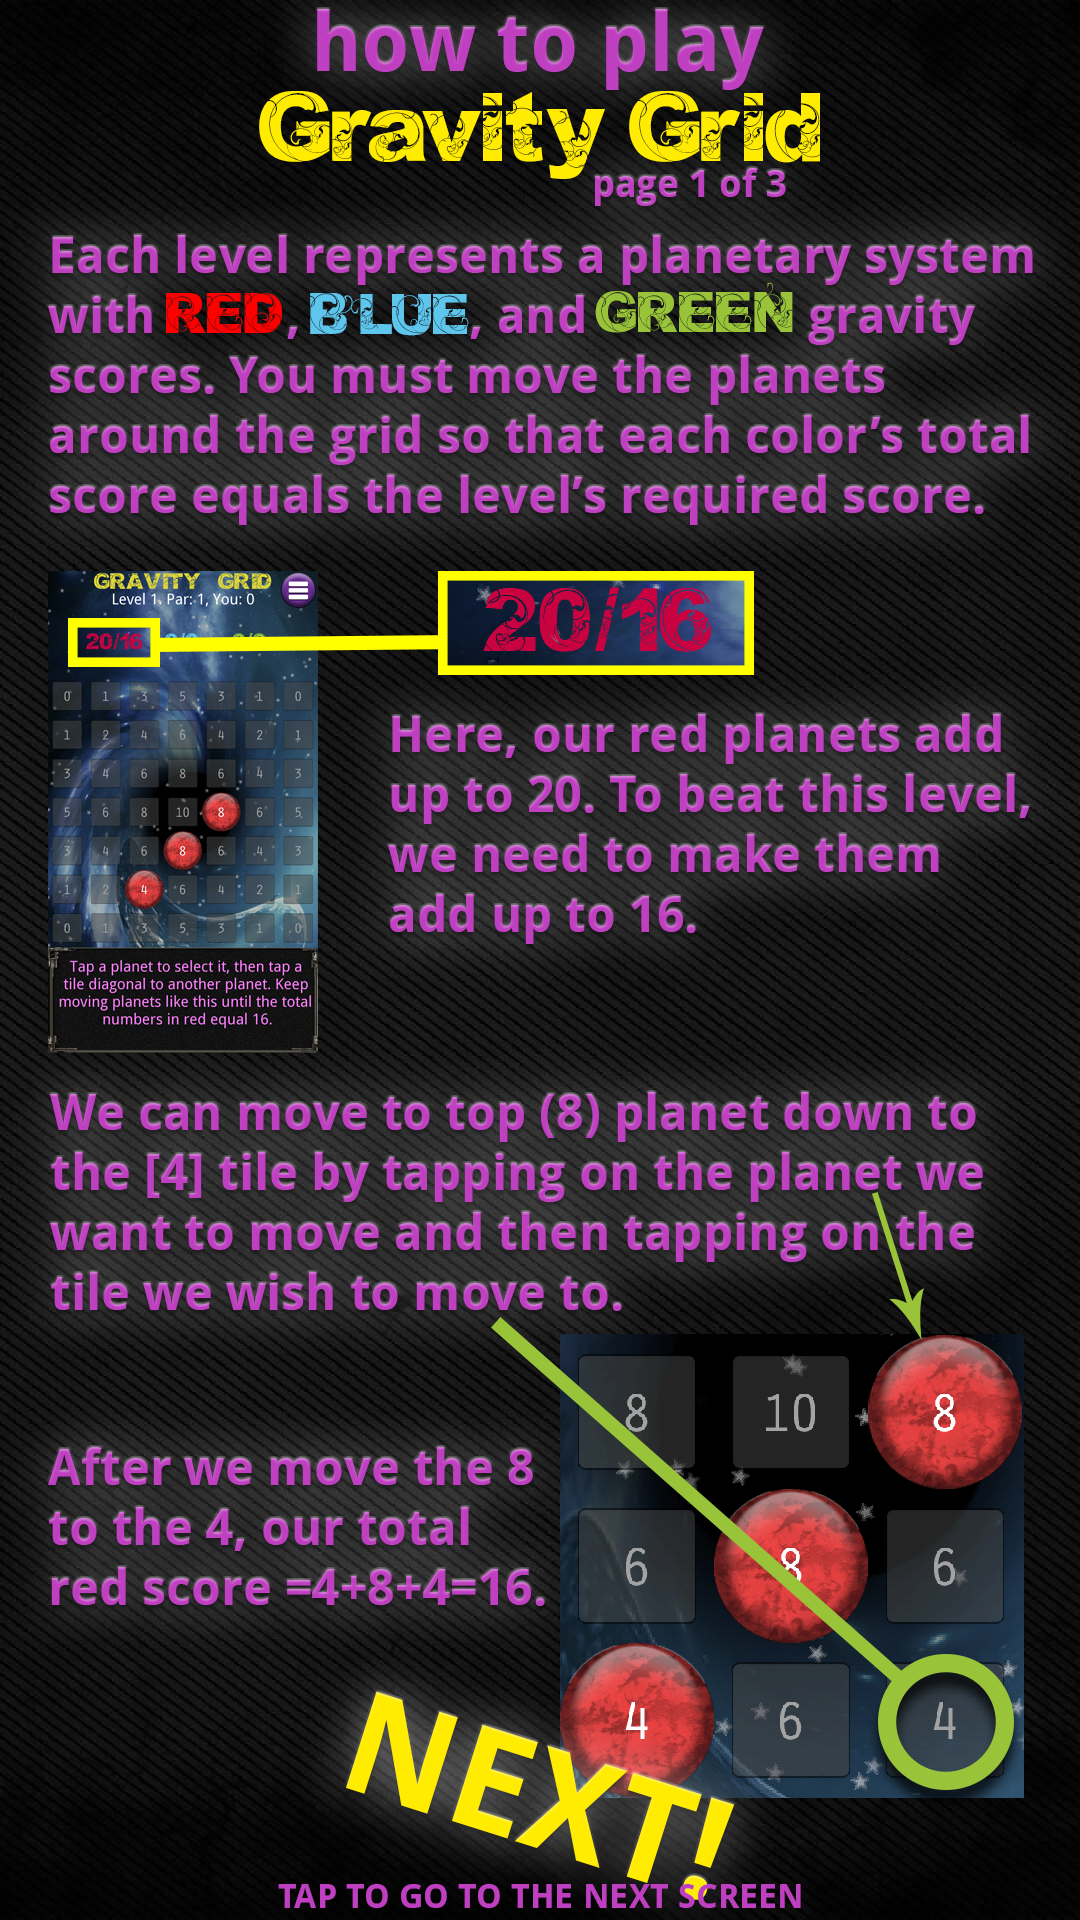 how to play
Gravity Grid
page 1 of 3
Each level represents a planetary system
with RED, BLUE, and GREEN gravity
scores. You must move the planets
around the grid so that each color's total
score equals the level's required score.
GRAVITY GRID
Level 1. Par: 1, You: 0
20/16 0/0 0/0
0 1 3 5 3 1 0
1 2 4 6 4 2 1
3 4 6 8 6 4 3
5 6 8 10 8 6 5
3 4 6 8 6 4 3
1 2 4 6 4 2 1
0 1 3 5 3 1 0
Tap a planet to select it, then tap a
tile diagonal to another planet. Keep
moving planets like this until the total
numbers in red equal 16.
20/16
Here, our red planets add
up to 20. To beat this level,
we need to make them
add up to 16.
We can move to top (8) planet down to
the [4] tile by tapping on the planet we
want to move and then tapping on the
tile we wish to move to.
After we move the 8
to the 4, our total
red score =4+8+4=16.
8 10 8
6 8 6
4 6 4
NEXT!
TAP TO GO TO THE NEXT SCREEN